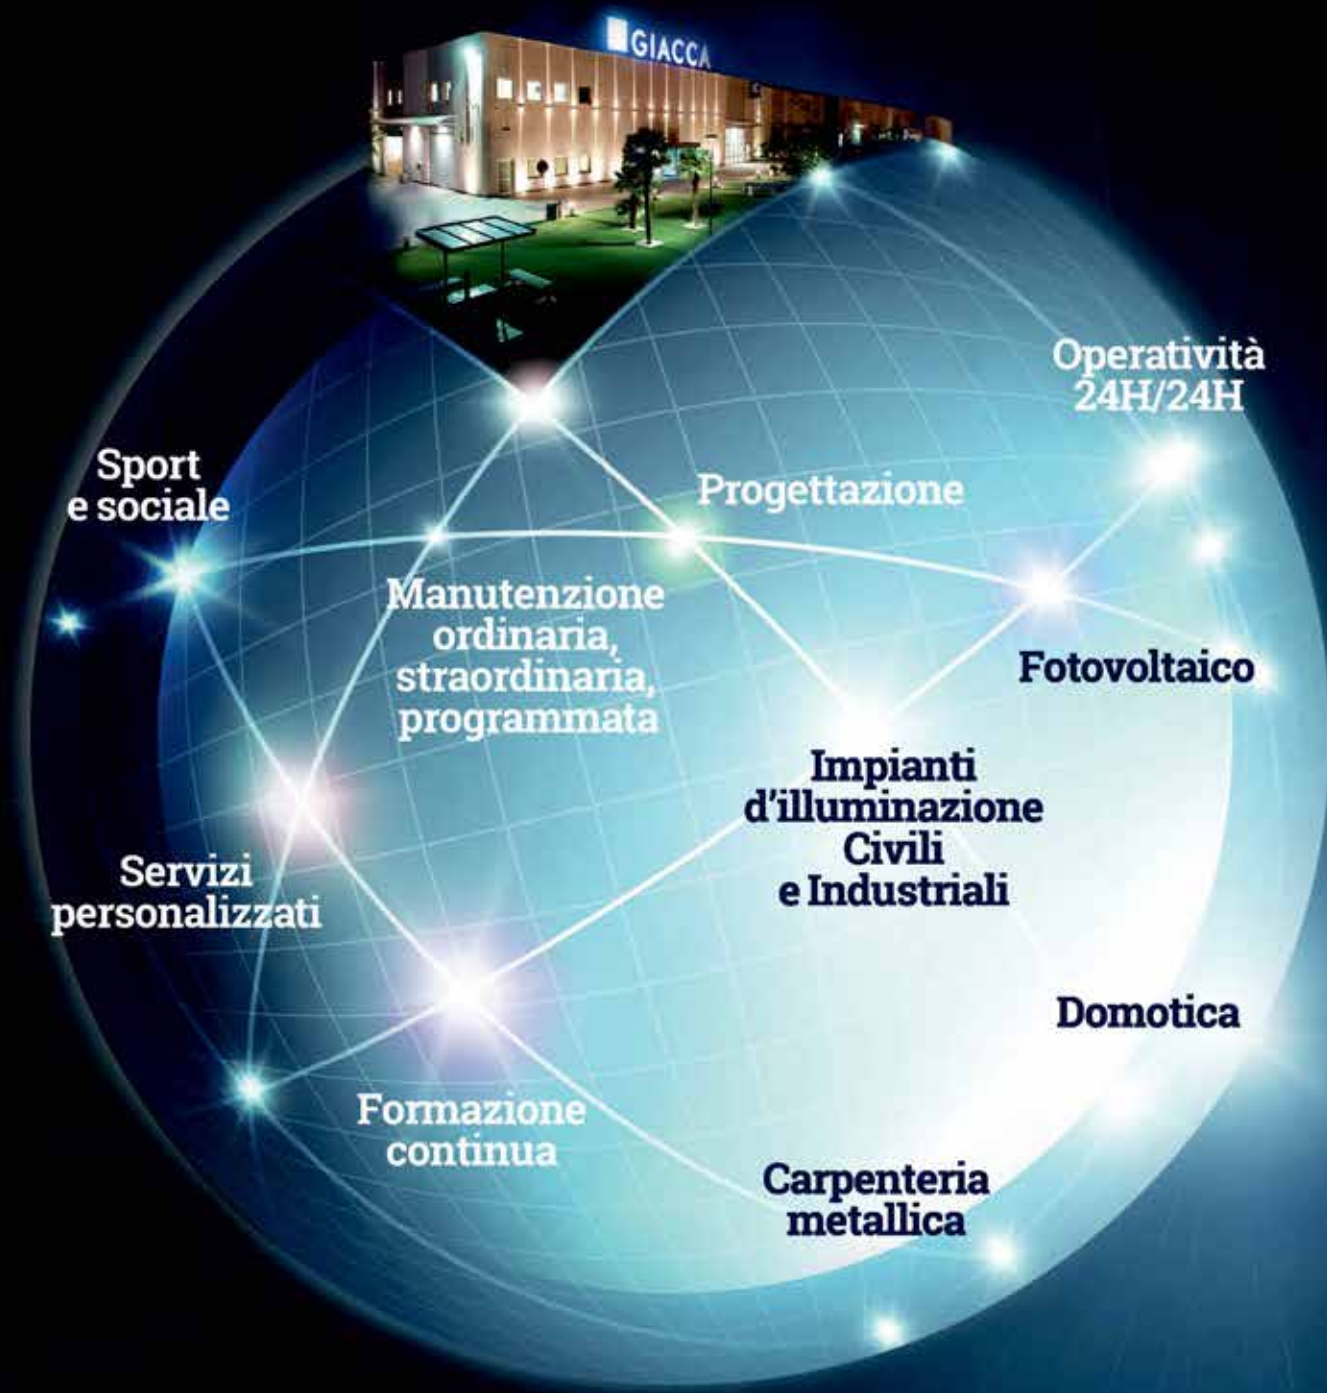 GIACCA
Operatività
24H/24H
Sport
e sociale
Progettazione
Manutenzione
ordinaria,
straordinaria,
programmata
Fotovoltaico
Impianti
d'illuminazione
Civili
e Industriali
Servizi
personalizzati
Domotica
Formazione
continua
Carpenteria
metallica